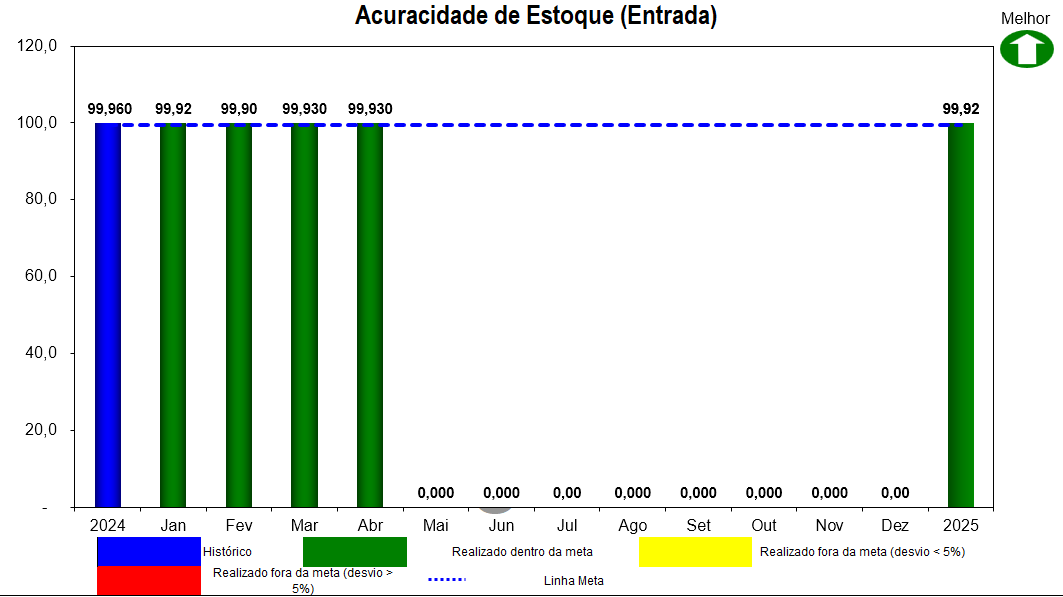 Acuracidade de Estoque (Entrada)
Melhor
120,0
100,0
80,0
60,0
40,0
20,0
-
99,960 99,92 99,90 99,930 99,930 0,000 0,000 0,00 0,000 0,000 0,000 0,000 0,00 99,92
2024 Jan Fev Mar Abr Mai Jun Jul Ago Set Out Nov Dez 2025
Histórico
Realizado dentro da meta
Realizado fora da meta (desvio < 5%)
Realizado fora da meta (desvio >
5%)
Linha Meta